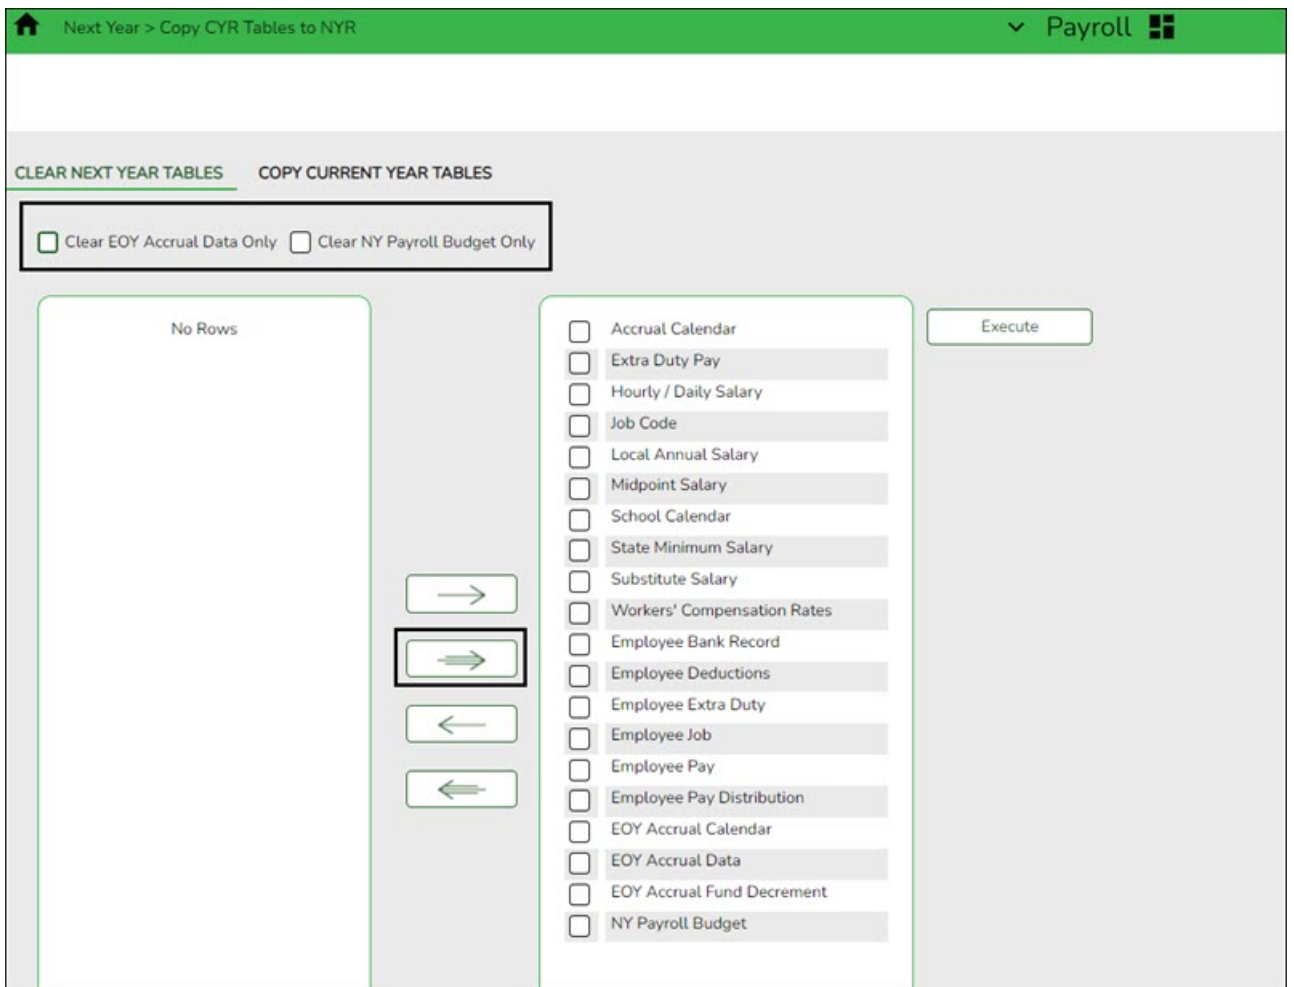 Next Year > Copy CYR Tables to NYR
Payroll
CLEAR NEXT YEAR TABLES COPY CURRENT YEAR TABLES
Clear EOY Accrual Data Only Clear NY Payroll Budget Only
No Rows
Accrual Calendar
Extra Duty Pay
Hourly / Daily Salary
Job Code
Local Annual Salary
Midpoint Salary
School Calendar
State Minimum Salary
Substitute Salary
Workers' Compensation Rates
Employee Bank Record
Employee Deductions
Employee Extra Duty
Employee Job
Employee Pay
Employee Pay Distribution
EOY Accrual Calendar
EOY Accrual Data
EOY Accrual Fund Decrement
NY Payroll Budget
Execute